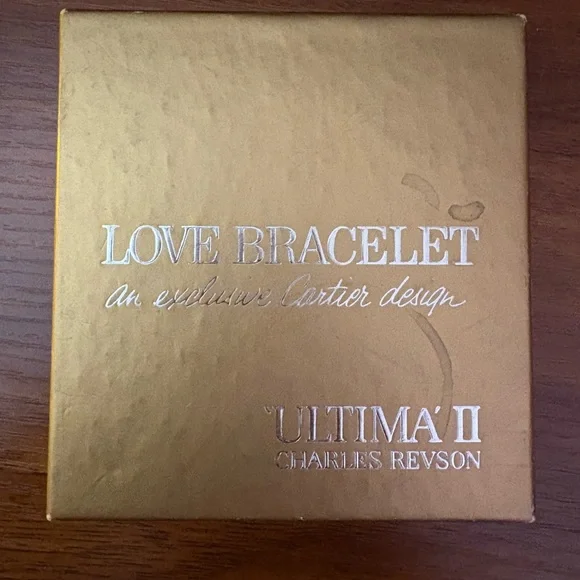 LOVE BRACELET
an exclusive Cartier design
"ULTIMA" II
CHARLES REVSON